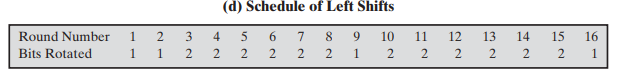 (d) Schedule of Left Shifts
Round Number 1 2 3 4 5 6 7 8 9 10 11 12 13 14 15 16
Bits Rotated 1 1 2 2 2 2 2 2 1 2 2 2 2 2 2 1